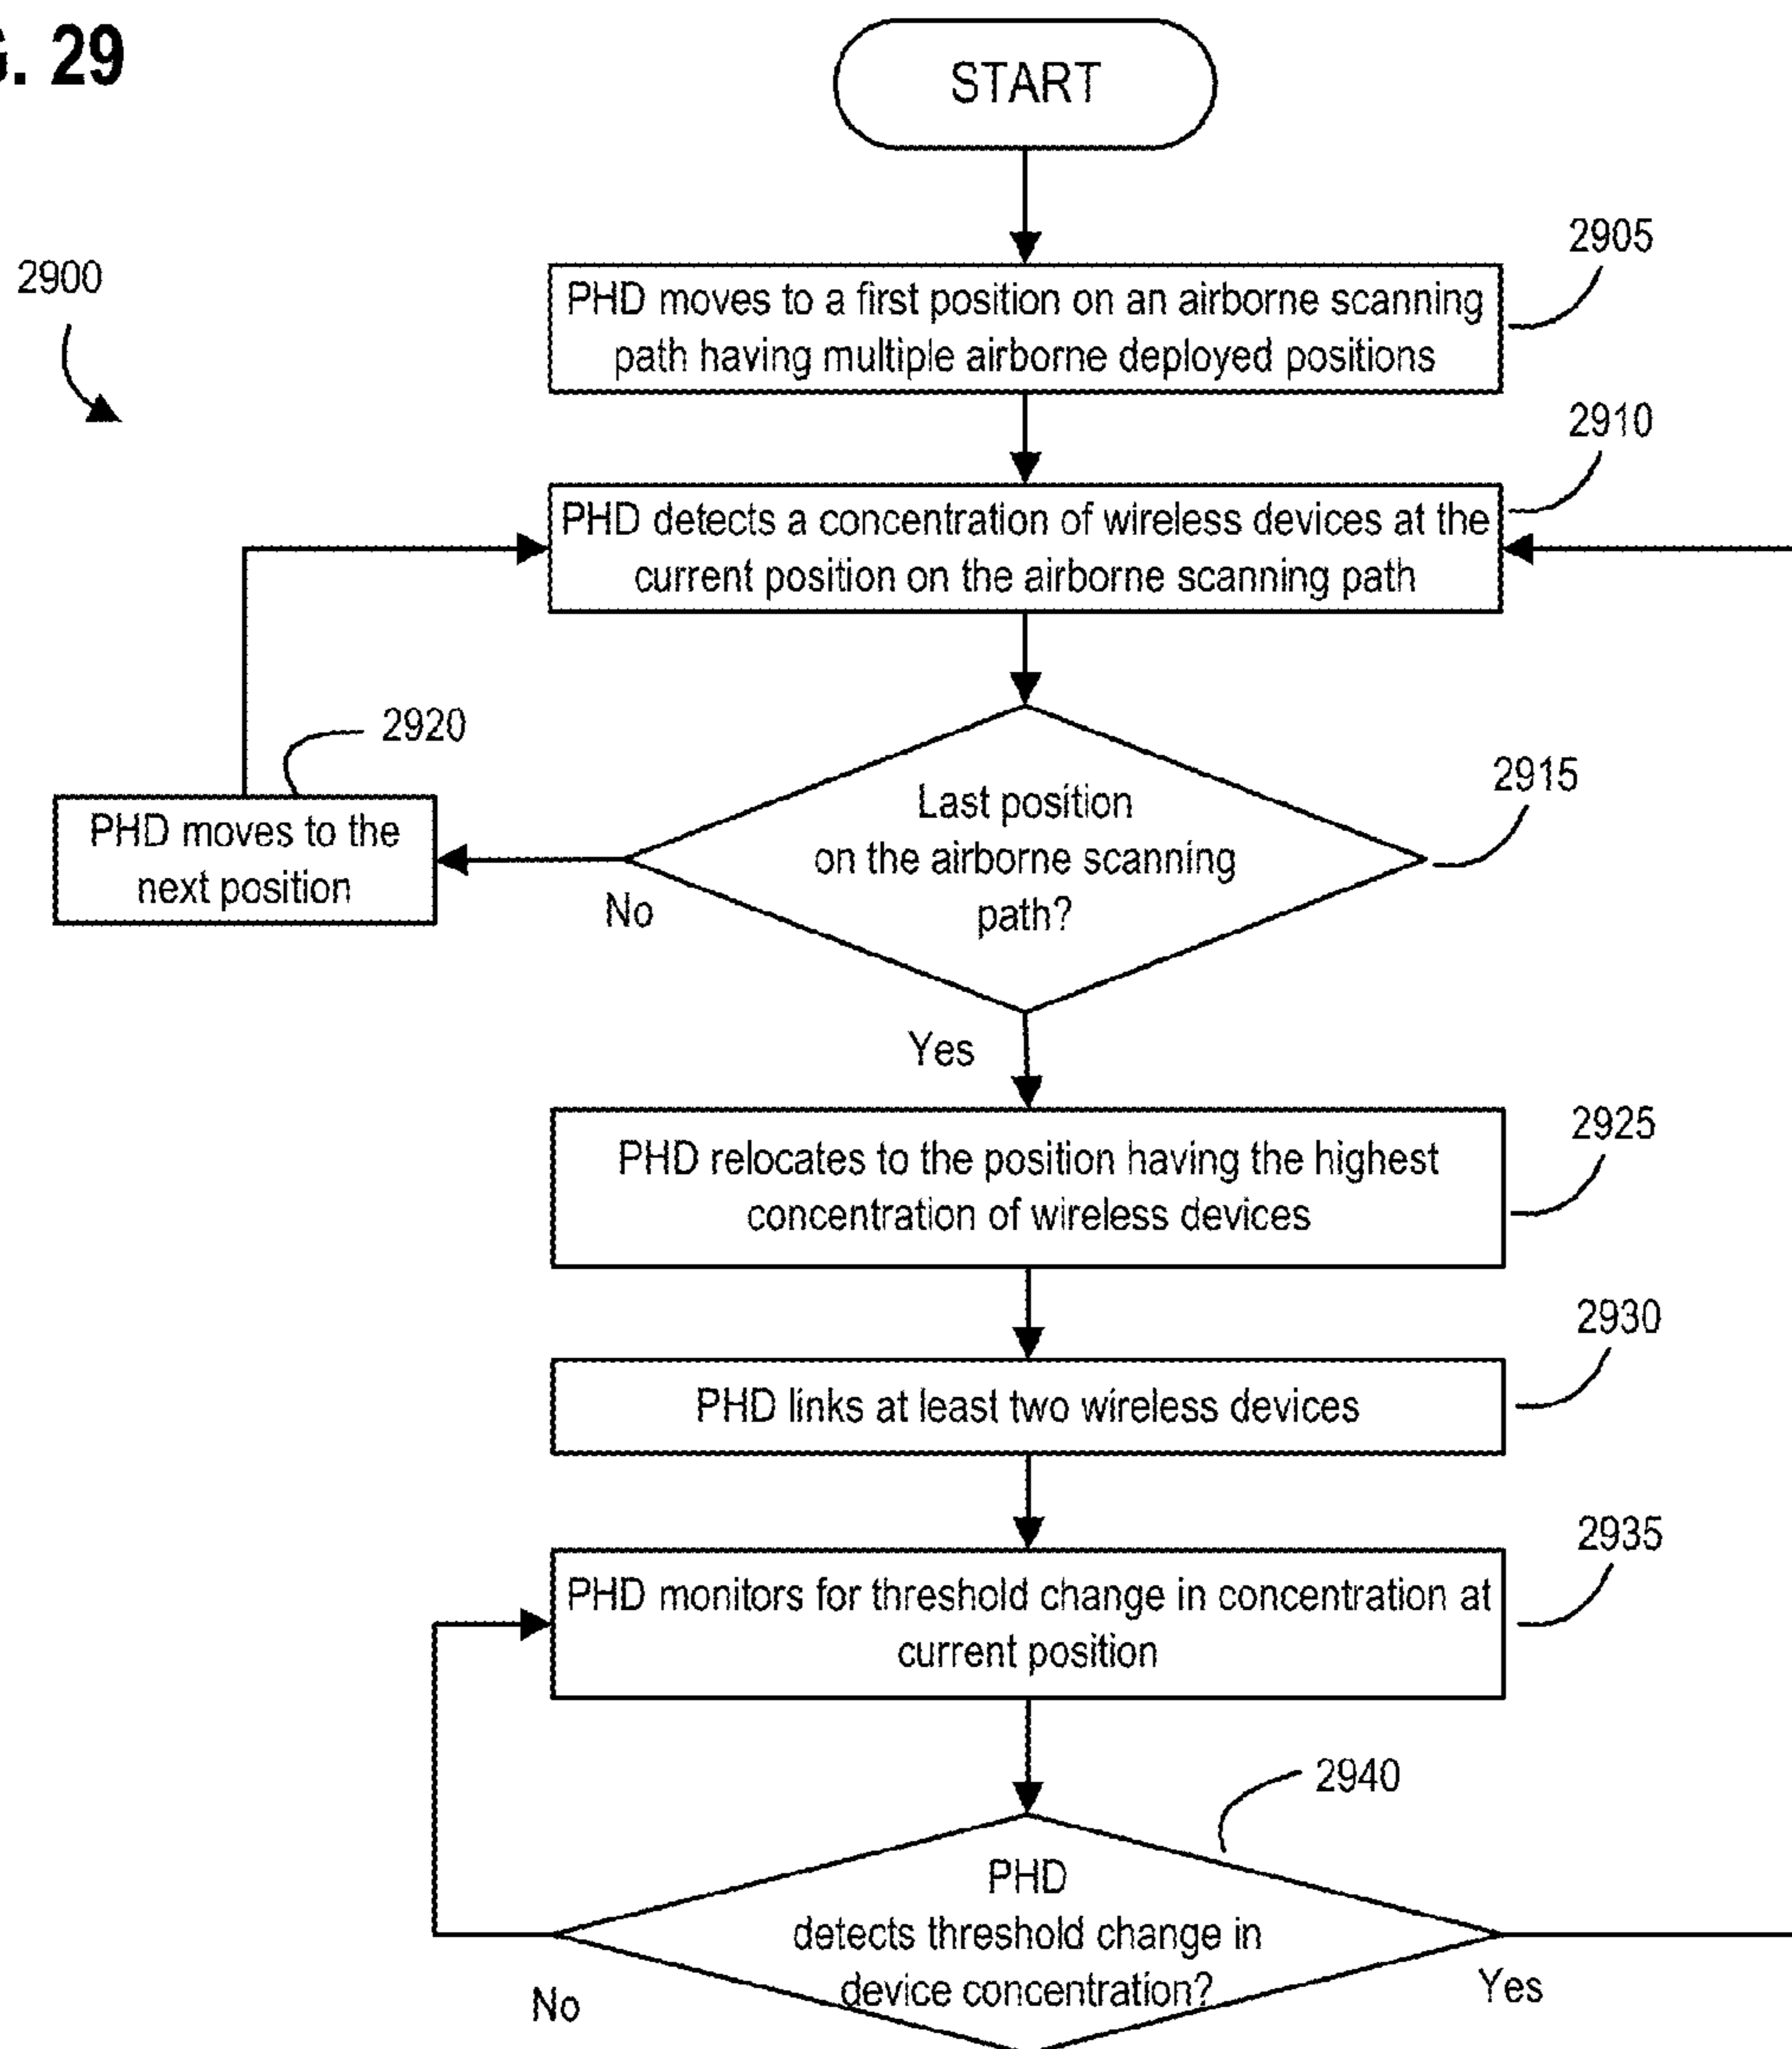 G. 29
START
2900
2905
PHD moves to a first position on an airborne scanning
path having multiple airborne deployed positions
2910
PHD detects a concentration of wireless devices at the
current position on the airborne scanning path
2915
Last position
on the airborne scanning
path?
2920
PHD moves to the
next position
No
Yes
2925
PHD relocates to the position having the highest
concentration of wireless devices
2930
PHD links at least two wireless devices
2935
PHD monitors for threshold change in concentration at
current position
2940
PHD
detects threshold change in
device concentration?
No
Yes